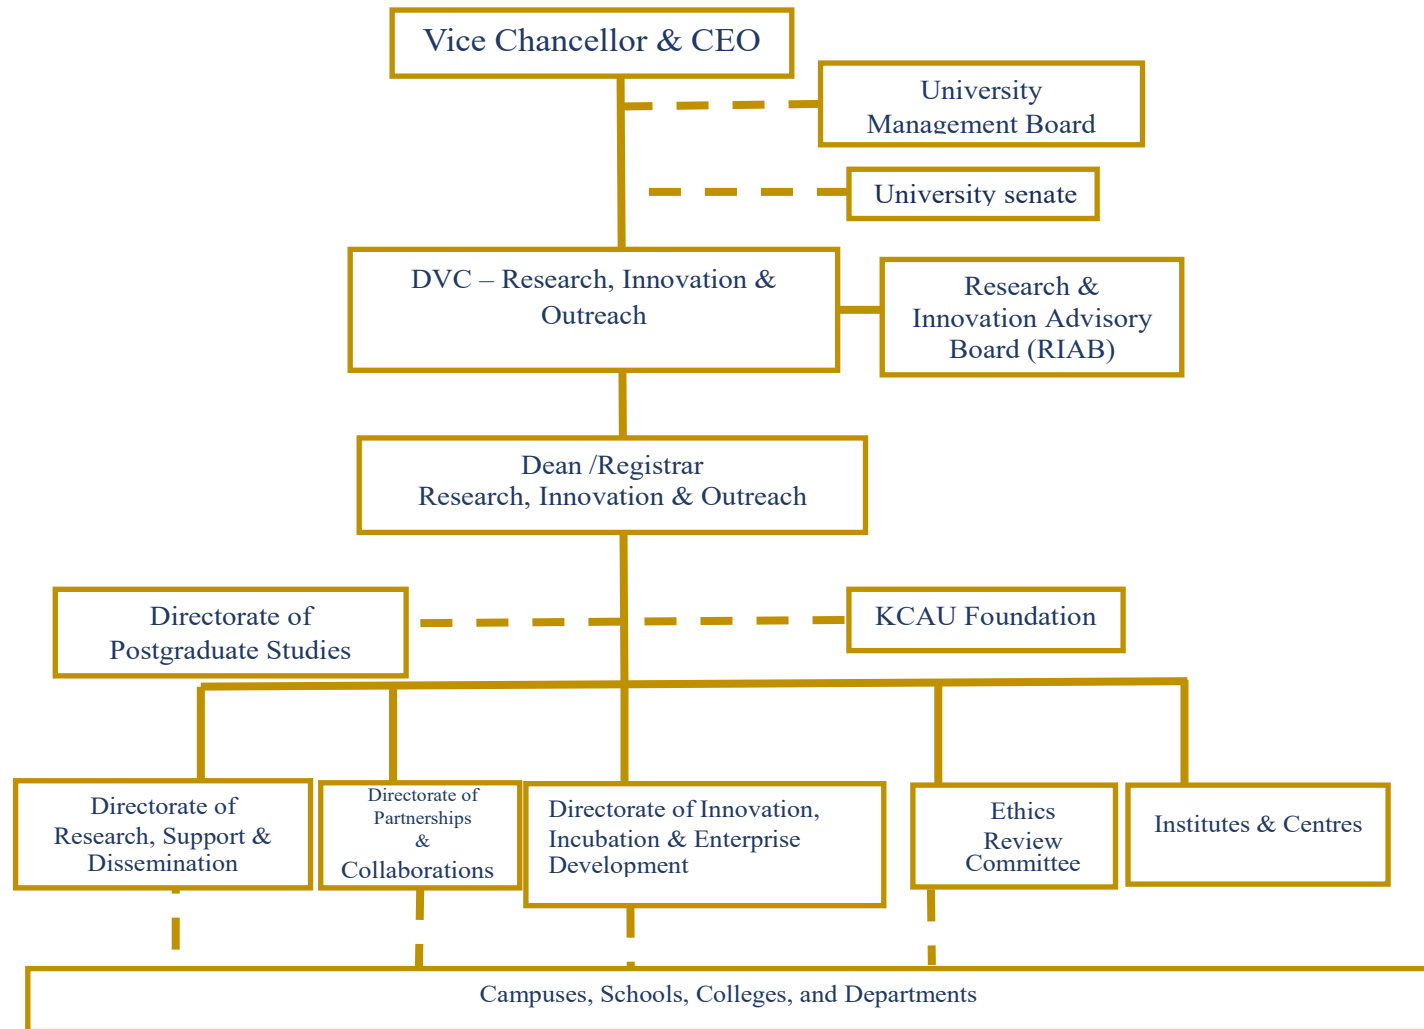 Vice Chancellor & CEO
University
Management Board
University senate
DVC – Research, Innovation &
Outreach
Research &
Innovation Advisory
Board (RIAB)
Dean /Registrar
Research, Innovation & Outreach
Directorate of
Postgraduate Studies
KCAU Foundation
Directorate of
Research, Support &
Dissemination
Directorate of
Partnerships
&
Collaborations
Directorate of Innovation,
Incubation & Enterprise
Development
Ethics
Review
Committee
Institutes & Centres
Campuses, Schools, Colleges, and Departments